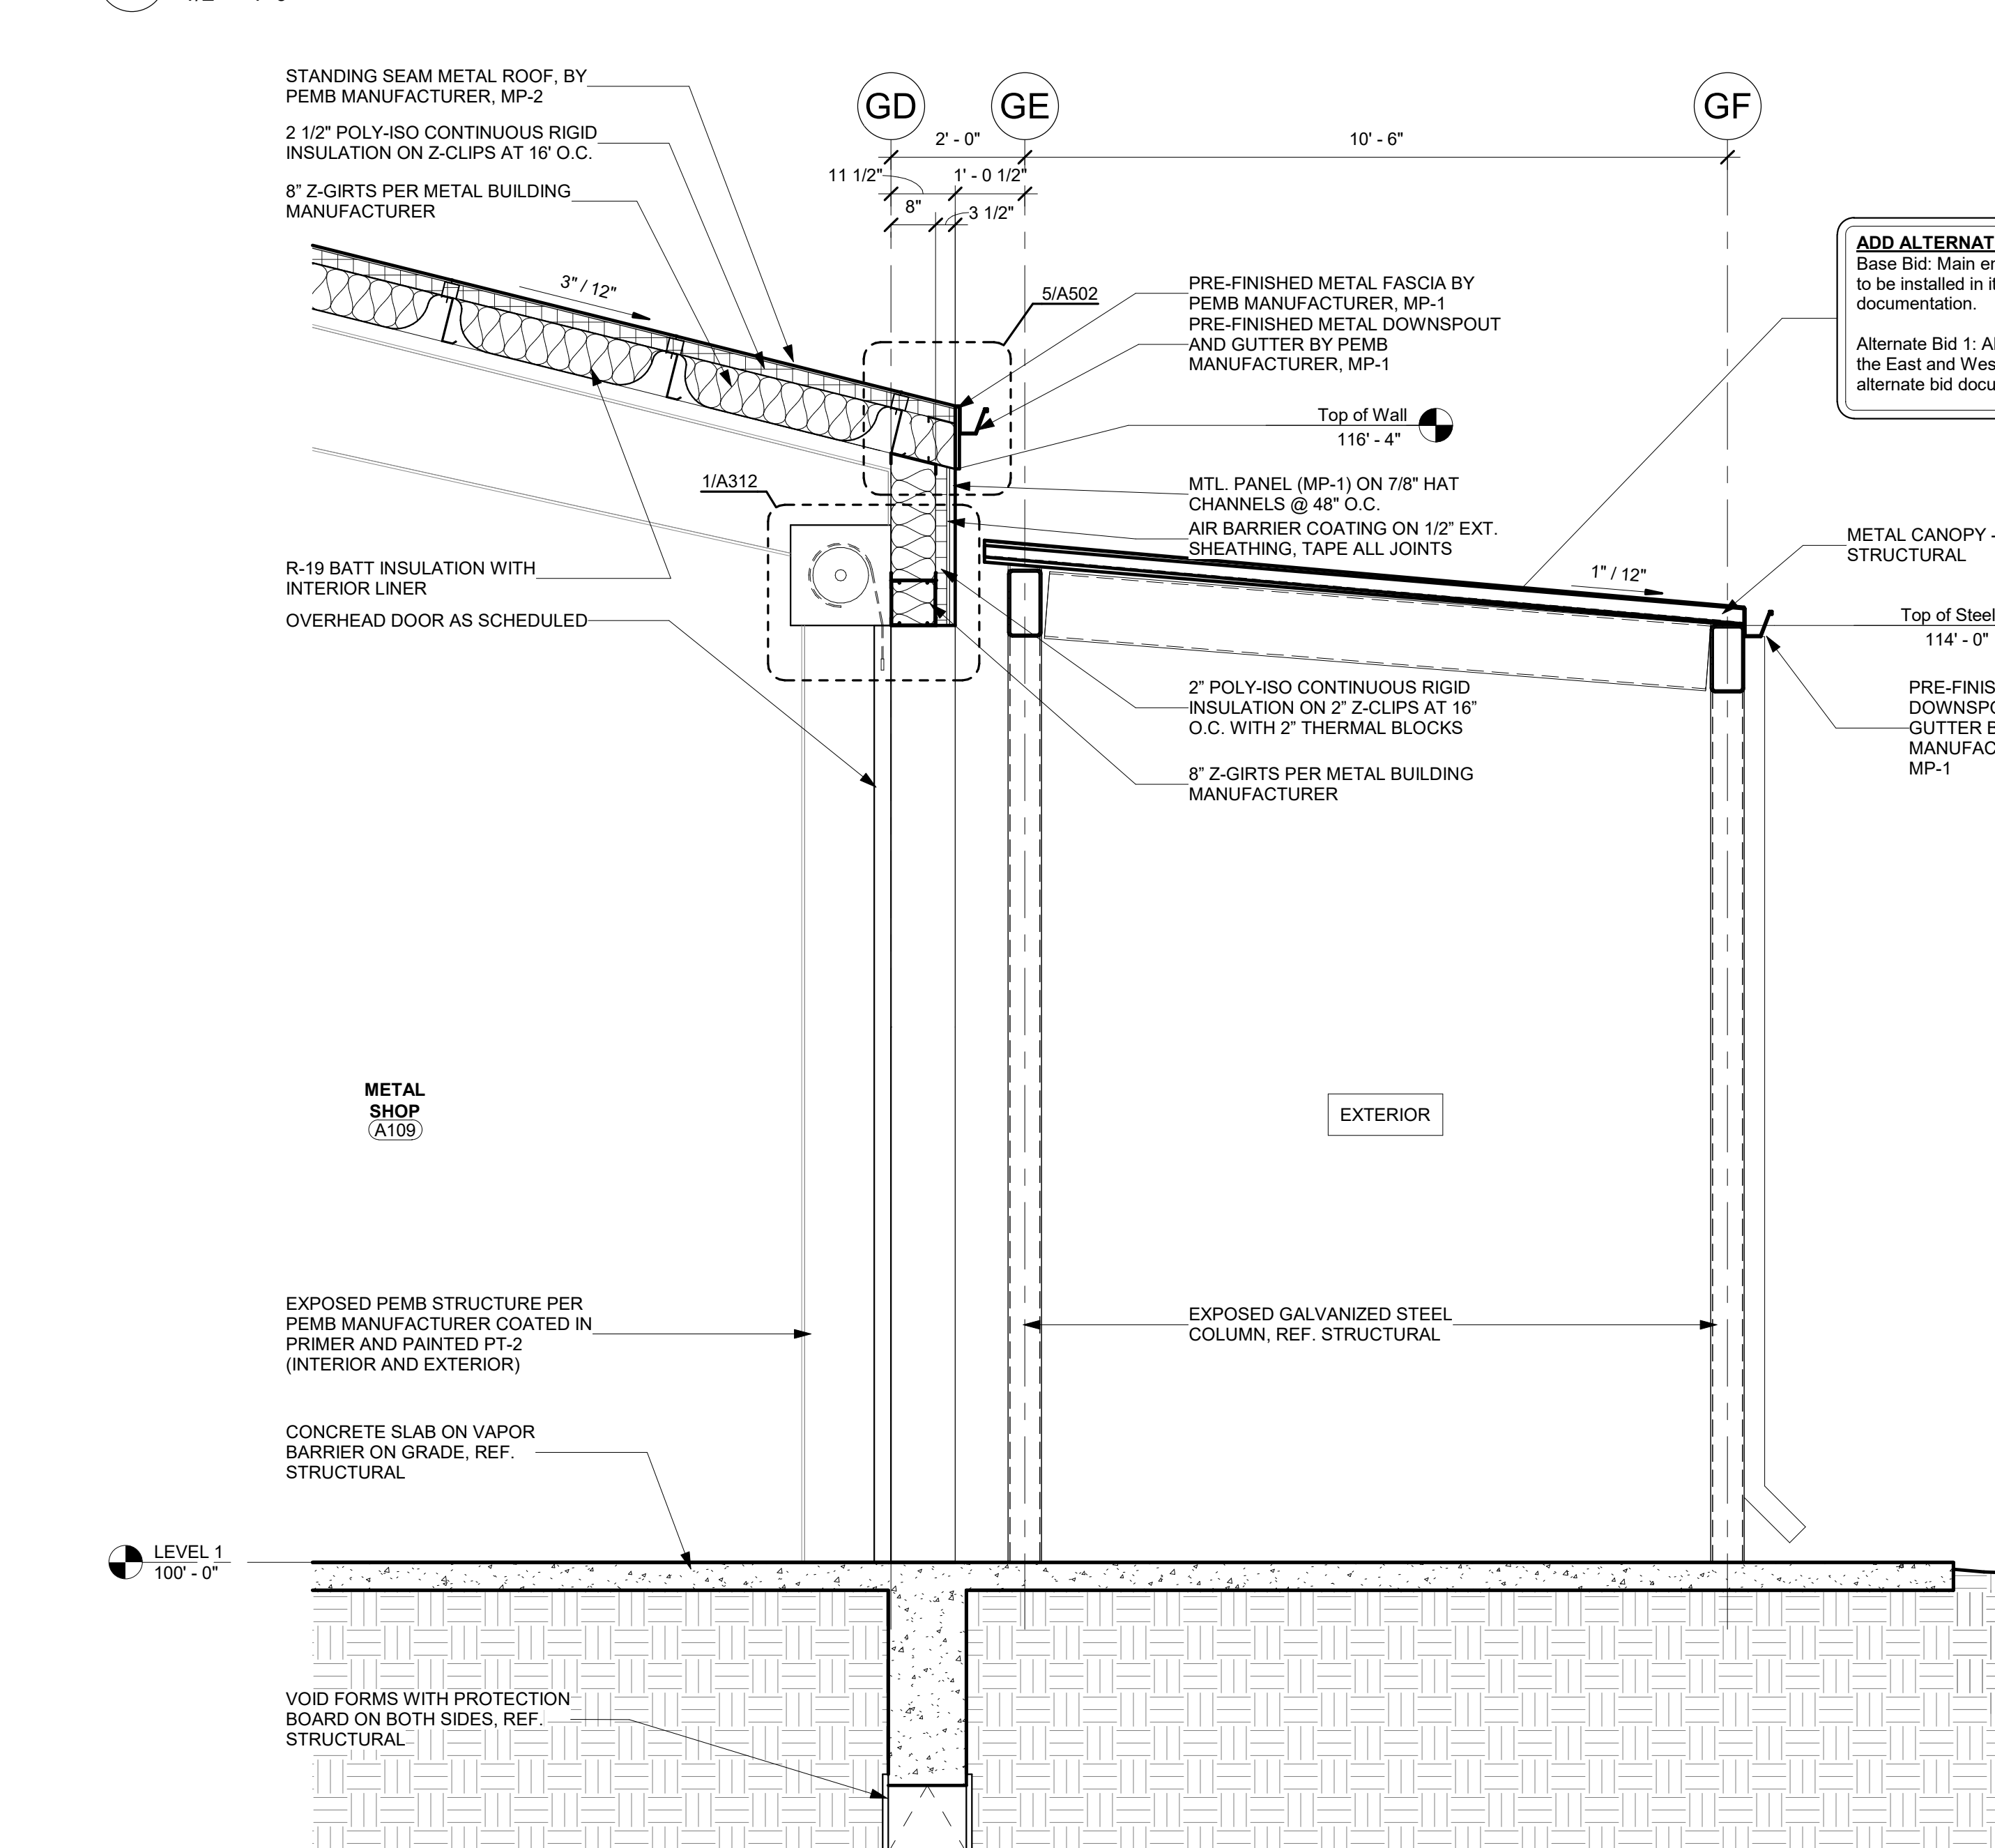 GD
GE
GF
2' - 0"
10' - 6"
11 1/2"
1' - 0 1/2"
8"
3 1/2"
STANDING SEAM METAL ROOF, BY
PEMB MANUFACTURER, MP-2
2 1/2" POLY-ISO CONTINUOUS RIGID
INSULATION ON Z-CLIPS AT 16' O.C.
8” Z-GIRTS PER METAL BUILDING
MANUFACTURER
3" / 12"
5/A502
PRE-FINISHED METAL FASCIA BY
PEMB MANUFACTURER, MP-1
PRE-FINISHED METAL DOWNSPOUT
AND GUTTER BY PEMB
MANUFACTURER, MP-1
ADD ALTERNAT
Base Bid: Main en
to be installed in it
documentation.
Alternate Bid 1: Al
the East and Wes
alternate bid docu
Top of Wall
116' - 4"
1/A312
MTL. PANEL (MP-1) ON 7/8" HAT
CHANNELS @ 48" O.C.
AIR BARRIER COATING ON 1/2” EXT.
SHEATHING, TAPE ALL JOINTS
METAL CANOPY -
STRUCTURAL
1" / 12"
R-19 BATT INSULATION WITH
INTERIOR LINER
OVERHEAD DOOR AS SCHEDULED
Top of Steel
114' - 0"
2” POLY-ISO CONTINUOUS RIGID
INSULATION ON 2” Z-CLIPS AT 16”
O.C. WITH 2” THERMAL BLOCKS
8” Z-GIRTS PER METAL BUILDING
MANUFACTURER
PRE-FINIS
DOWNSPO
GUTTER B
MANUFAC
MP-1
METAL
SHOP
A109
EXTERIOR
EXPOSED PEMB STRUCTURE PER
PEMB MANUFACTURER COATED IN
PRIMER AND PAINTED PT-2
(INTERIOR AND EXTERIOR)
EXPOSED GALVANIZED STEEL
COLUMN, REF. STRUCTURAL
CONCRETE SLAB ON VAPOR
BARRIER ON GRADE, REF.
STRUCTURAL
LEVEL 1
100' - 0"
VOID FORMS WITH PROTECTION
BOARD ON BOTH SIDES, REF.
STRUCTURAL